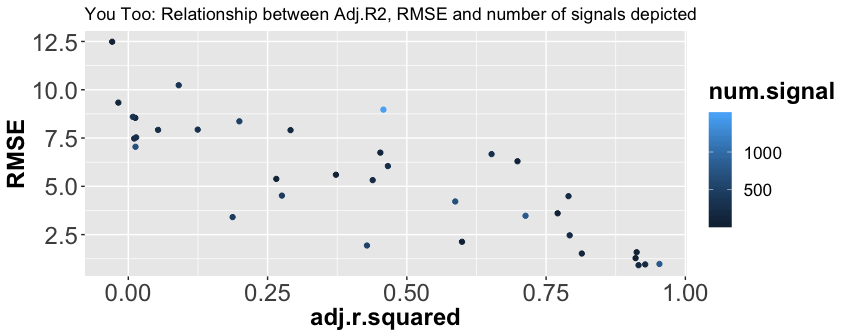 You Too: Relationship between Adj.R2, RMSE and number of signals depicted
12.5
10.0
7.5
5.0
2.5
RMSE
0.00 0.25 0.50 0.75 1.00
adj.r.squared
num.signal
1000
500